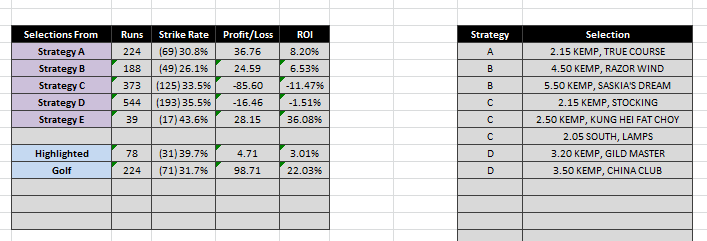 Selections From Runs Strike Rate Profit/Loss ROI
Strategy A 224 (69) 30.8% 36.76 8.20%
Strategy B 188 (49) 26.1% 24.59 6.53%
Strategy C 373 (125) 33.5% -85.60 -11.47%
Strategy D 544 (193) 35.5% -16.46 -1.51%
Strategy E 39 (17) 43.6% 28.15 36.08%
Highlighted 78 (31) 39.7% 4.71 3.01%
Golf 224 (71) 31.7% 98.71 22.03%
Strategy Selection
A 2.15 KEMP, TRUE COURSE
B 4.50 KEMP, RAZOR WIND
B 5.50 KEMP, SASKIA'S DREAM
C 2.15 KEMP, STOCKING
C 2.50 KEMP, KUNG HEI FAT CHOY
C 2.05 SOUTH, LAMPS
D 3.20 KEMP, GILD MASTER
D 3.50 KEMP, CHINA CLUB